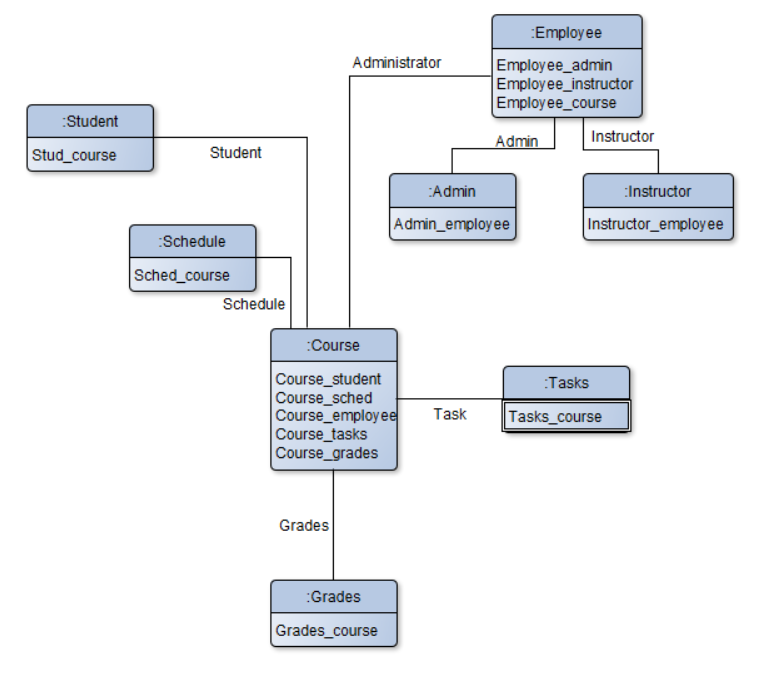 :Employee
Employee_admin
Employee_instructor
Employee_course
Administrator
:Student
Stud_course
Student
Admin
Instructor
:Admin
Admin_employee
:Instructor
Instructor_employee
:Schedule
Sched_course
Schedule
:Course
Course_student
Course_sched
Course_employee
Course_tasks
Course_grades
Task
:Tasks
Tasks_course
Grades
:Grades
Grades_course